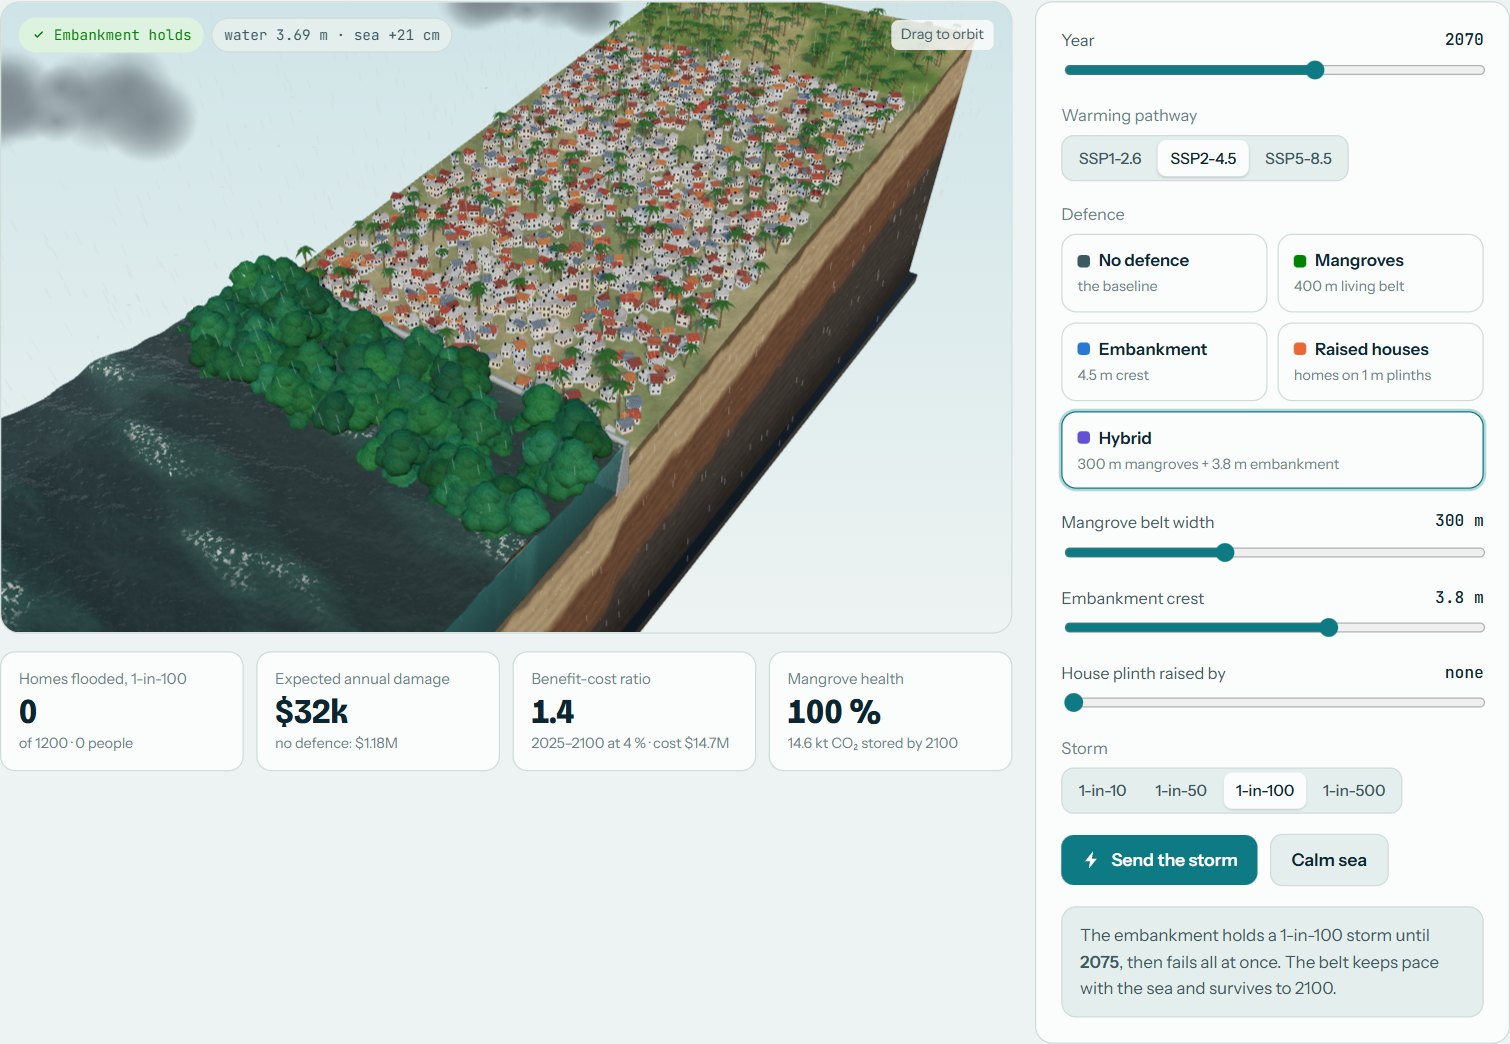 ✓ Embankment holds
water 3.69 m · sea +21 cm
Drag to orbit
Homes flooded, 1-in-100
0
of 1200 · 0 people
Expected annual damage
$32k
no defence: $1.18M
Benefit-cost ratio
1.4
2025–2100 at 4 % · cost $14.7M
Mangrove health
100 %
14.6 kt CO₂ stored by 2100
Year 2070
Warming pathway
SSP1-2.6 SSP2-4.5 SSP5-8.5
Defence
No defence
the baseline
Mangroves
400 m living belt
Embankment
4.5 m crest
Raised houses
homes on 1 m plinths
Hybrid
300 m mangroves + 3.8 m embankment
Mangrove belt width 300 m
Embankment crest 3.8 m
House plinth raised by none
Storm
1-in-10 1-in-50 1-in-100 1-in-500
Send the storm
Calm sea
The embankment holds a 1-in-100 storm until
2075, then fails all at once. The belt keeps pace
with the sea and survives to 2100.